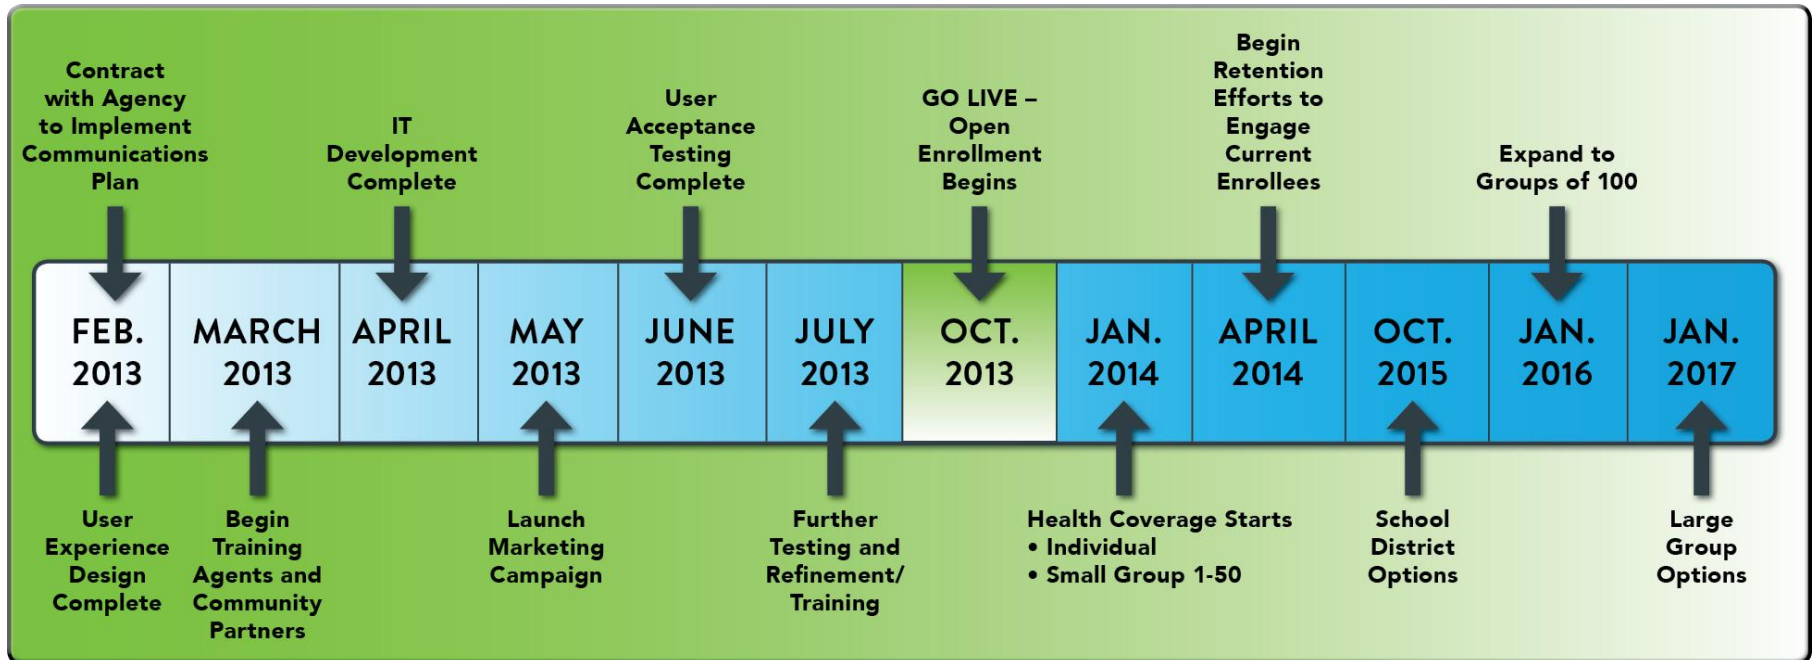 Contract
with Agency
to Implement
Communications
Plan
IT
Development
Complete
User
Acceptance
Testing
Complete
GO LIVE –
Open
Enrollment
Begins
Begin
Retention
Efforts to
Engage
Current
Enrollees
Expand to
Groups of 100
FEB.
2013
MARCH
2013
APRIL
2013
MAY
2013
JUNE
2013
JULY
2013
OCT.
2013
JAN.
2014
APRIL
2014
OCT.
2015
JAN.
2016
JAN.
2017
User
Experience
Design
Complete
Begin
Training
Agents and
Community
Partners
Launch
Marketing
Campaign
Further
Testing and
Refinement/
Training
Health Coverage Starts
• Individual
• Small Group 1-50
School
District
Options
Large
Group
Options